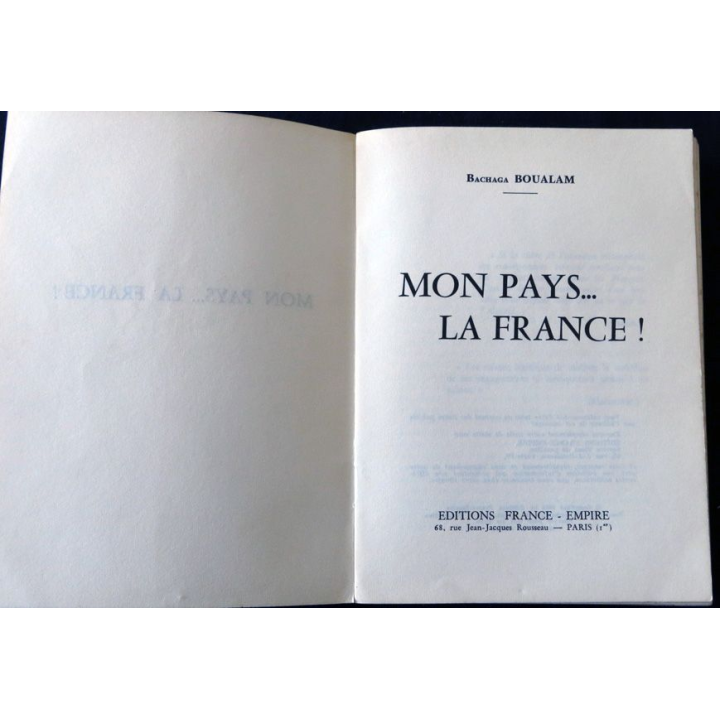 BACHAGA BOUALAM
MON PAYS...
LA FRANCE !
EDITIONS FRANCE - EMPIRE
68, rue Jean-Jacques Rousseau — PARIS (1er)